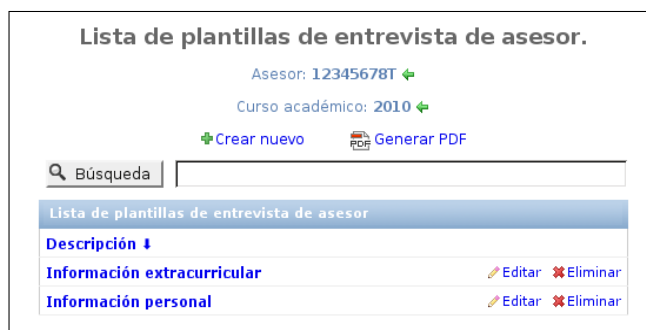 Lista de plantillas de entrevista de asesor.
Asesor: 12345678T
Curso académico: 2010
Crear nuevo PDF Generar PDF
Búsqueda
Lista de plantillas de entrevista de asesor
Descripción
Información extracurricular Editar Eliminar
Información personal Editar Eliminar